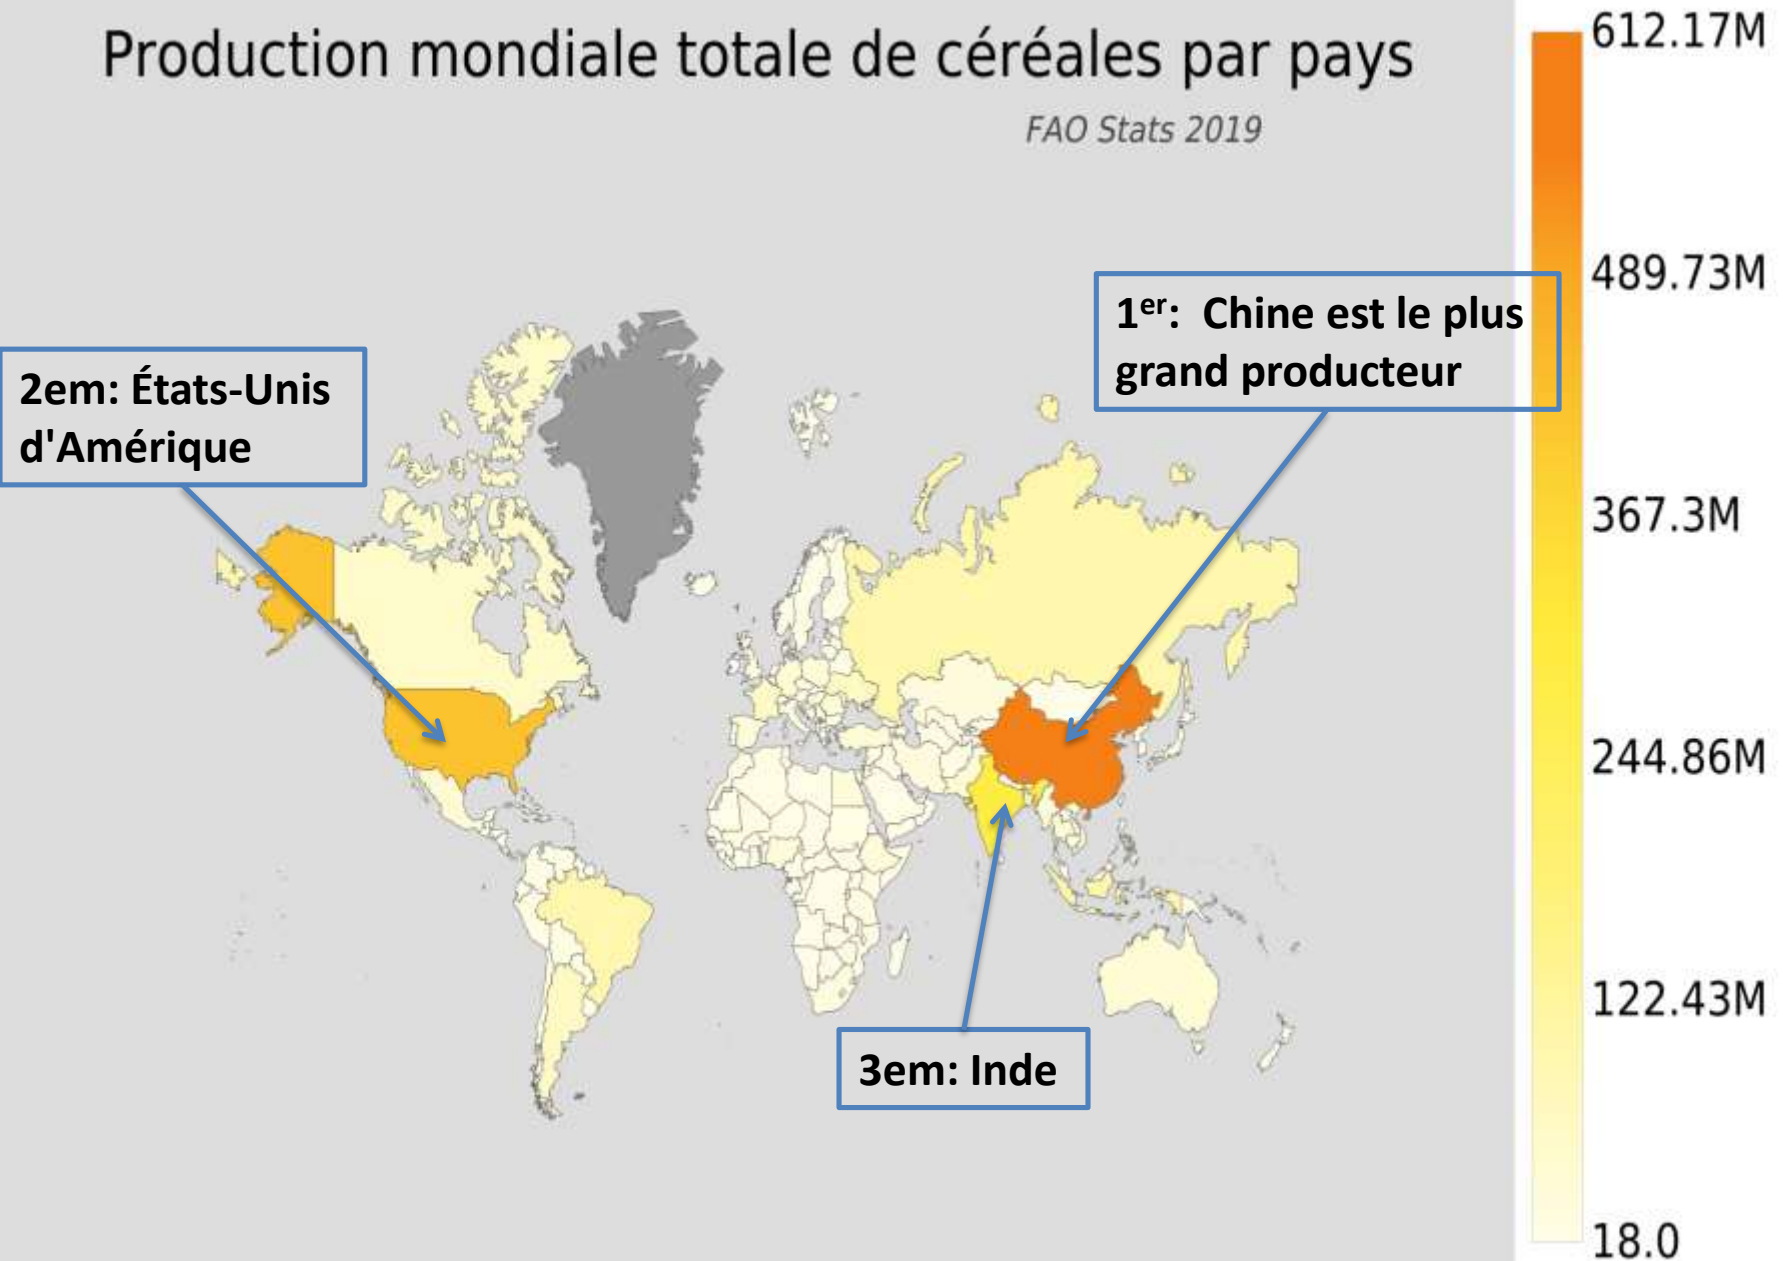 Production mondiale totale de céréales par pays
FAO Stats 2019
1er: Chine est le plus
grand producteur
2em: États-Unis
d'Amérique
3em: Inde
612.17M
489.73M
367.3M
244.86M
122.43M
18.0